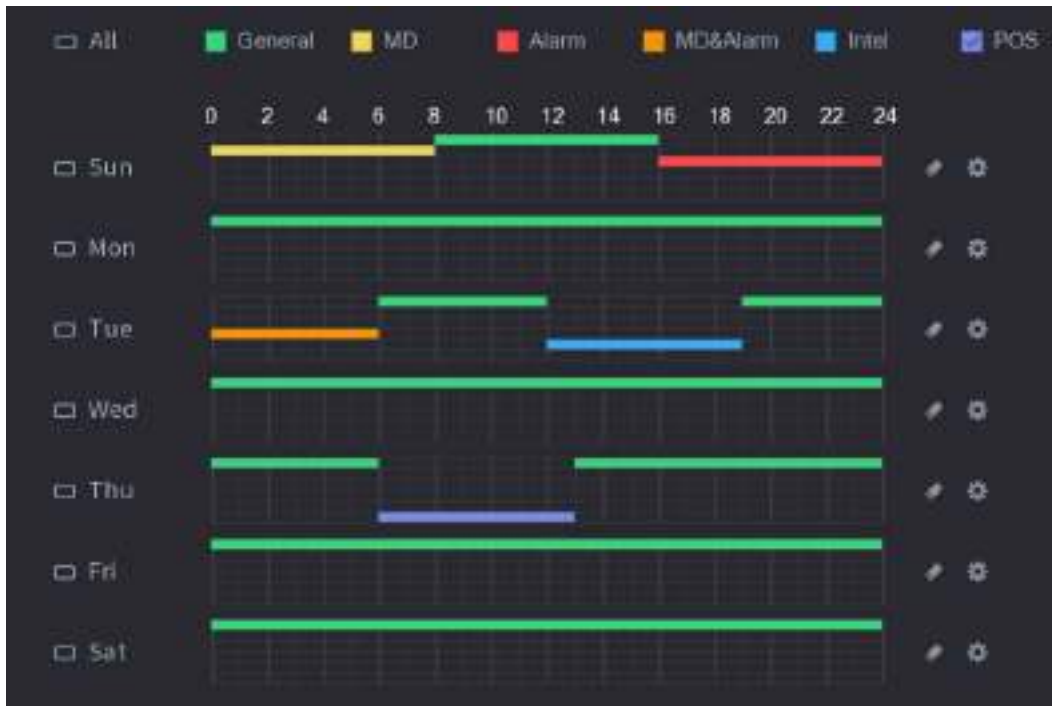 All General MD Alarm MD&Alarm Intel POS
0 2 4 6 8 10 12 14 16 18 20 22 24
Sun
Mon
Tue
Wed
Thu
Fri
Sat